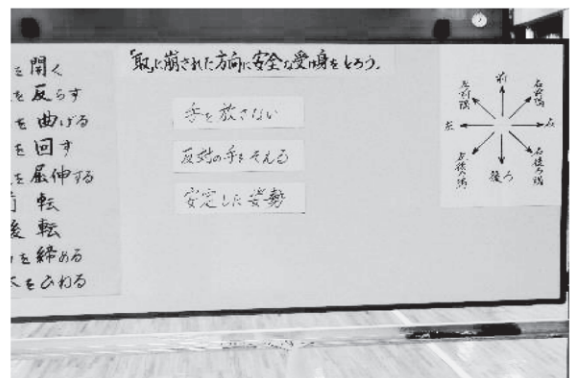 「取」に崩された方向に安全な受け身をとろう。
を開く
を反らす
を曲げる
を回す
を屈伸する
前転
後転
を締める
をひねる
手を放さない
反対の手をそえる
安定した姿勢
前
左前隅
右前隅
左
右
左後ろ隅
右後ろ隅
後ろ